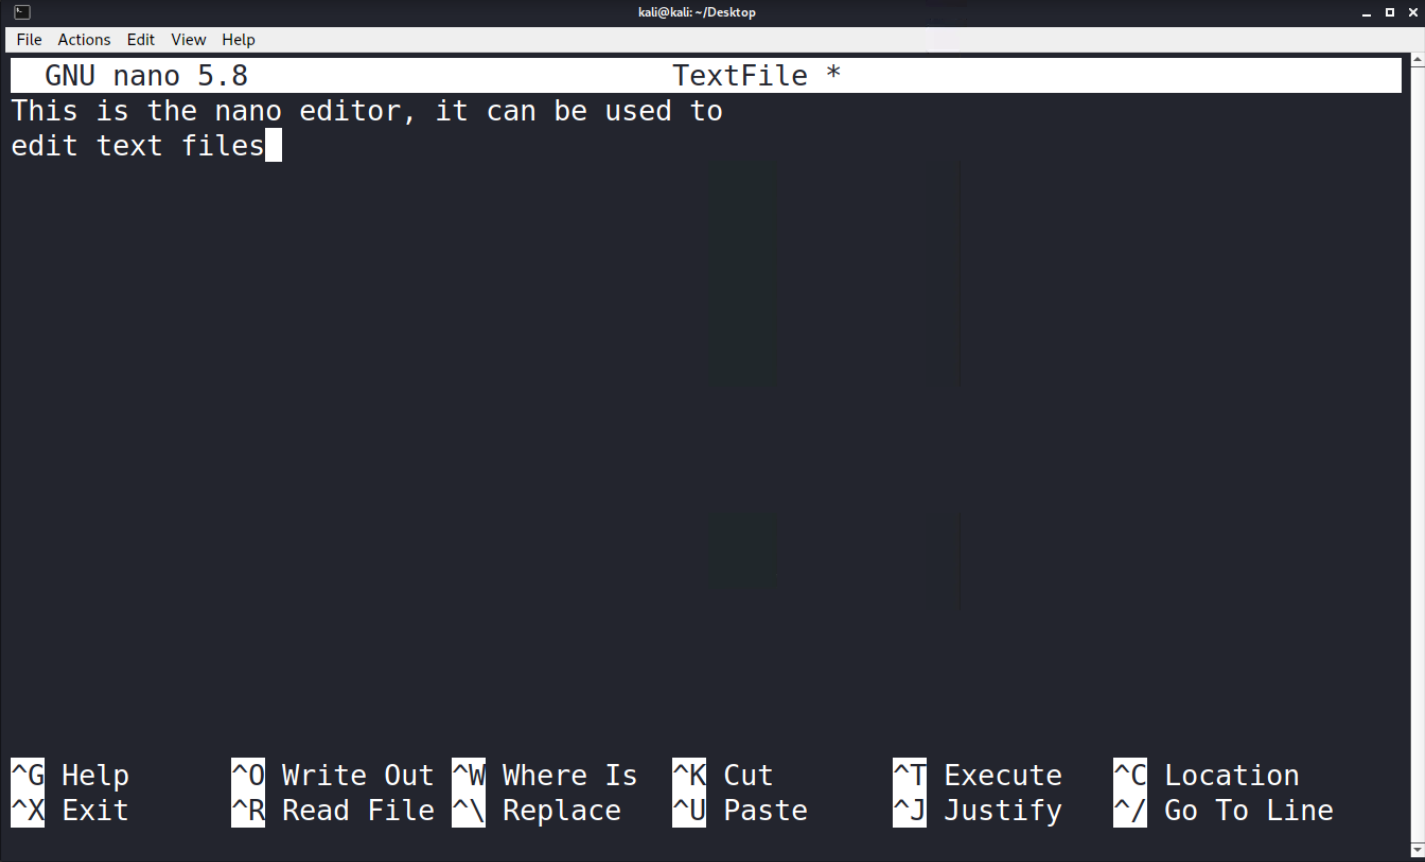 kali@kali: ~/Desktop
File Actions Edit View Help
GNU nano 5.8 TextFile *
This is the nano editor, it can be used to
edit text files
^G Help ^O Write Out ^W Where Is ^K Cut ^T Execute ^C Location
^X Exit ^R Read File ^\ Replace ^U Paste ^J Justify ^/ Go To Line